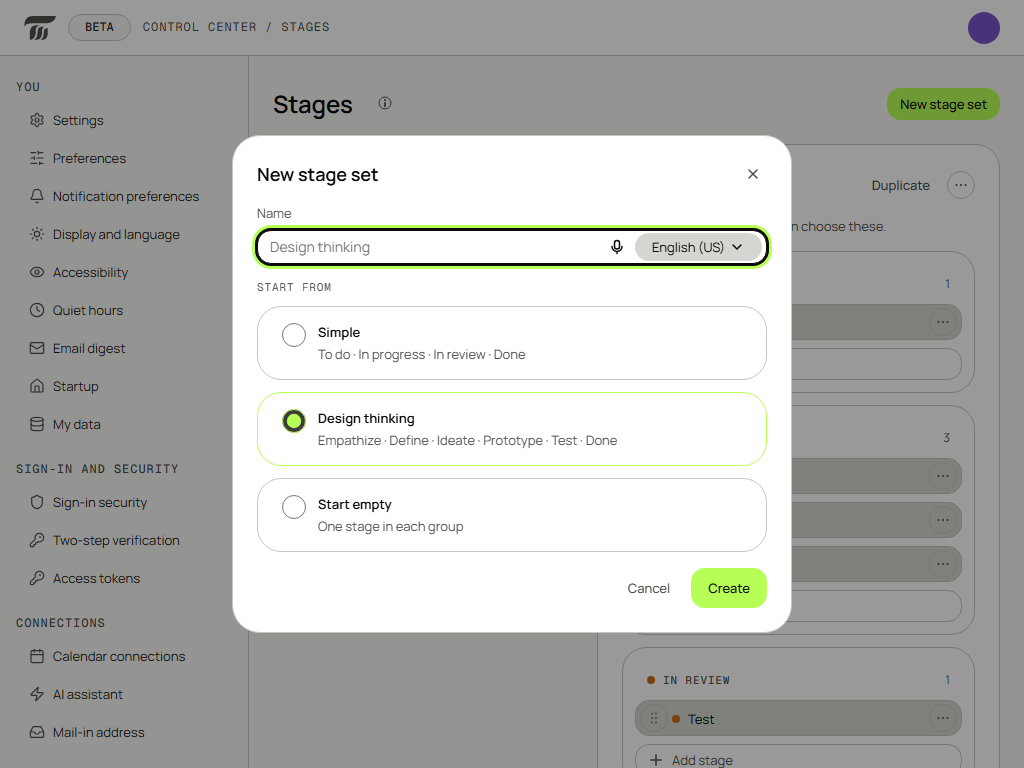 BETA
CONTROL CENTER / STAGES
YOU
Settings
Preferences
Notification preferences
Display and language
Accessibility
Quiet hours
Email digest
Startup
My data
SIGN-IN AND SECURITY
Sign-in security
Two-step verification
Access tokens
CONNECTIONS
Calendar connections
AI assistant
Mail-in address
Stages
New stage set
Duplicate
n choose these.
1
3
IN REVIEW
1
Test
Add stage
New stage set
Name
Design thinking
English (US)
START FROM
Simple
To do · In progress · In review · Done
Design thinking
Empathize · Define · Ideate · Prototype · Test · Done
Start empty
One stage in each group
Cancel
Create